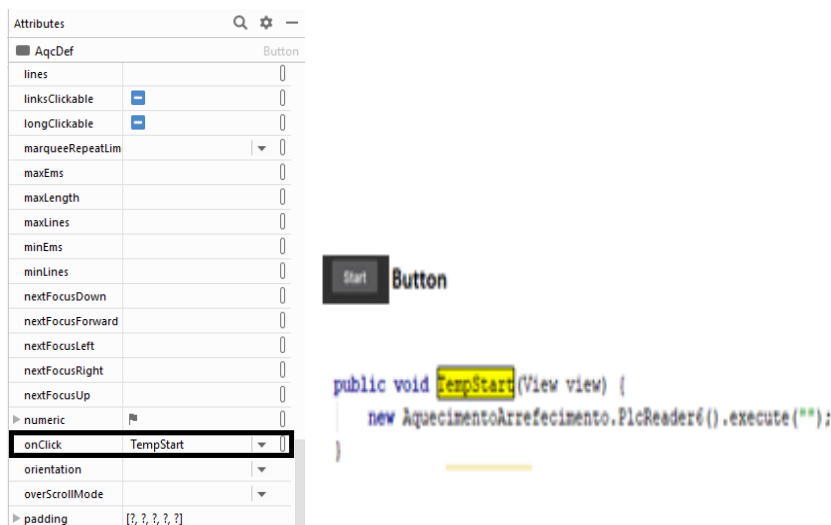 Attributes
AqcDef Button
lines
linksClickable
longClickable
marqueeRepeatLim
maxEms
maxLength
maxLines
minEms
minLines
nextFocusDown
nextFocusForward
nextFocusLeft
nextFocusRight
nextFocusUp
numeric
onClick TempStart
orientation
overScrollMode
padding [?, ?, ?, ?, ?]
Start Button
public void TempStart(View view) {
new AquecimentoArrefecimento.PlcReader6().execute("");
}